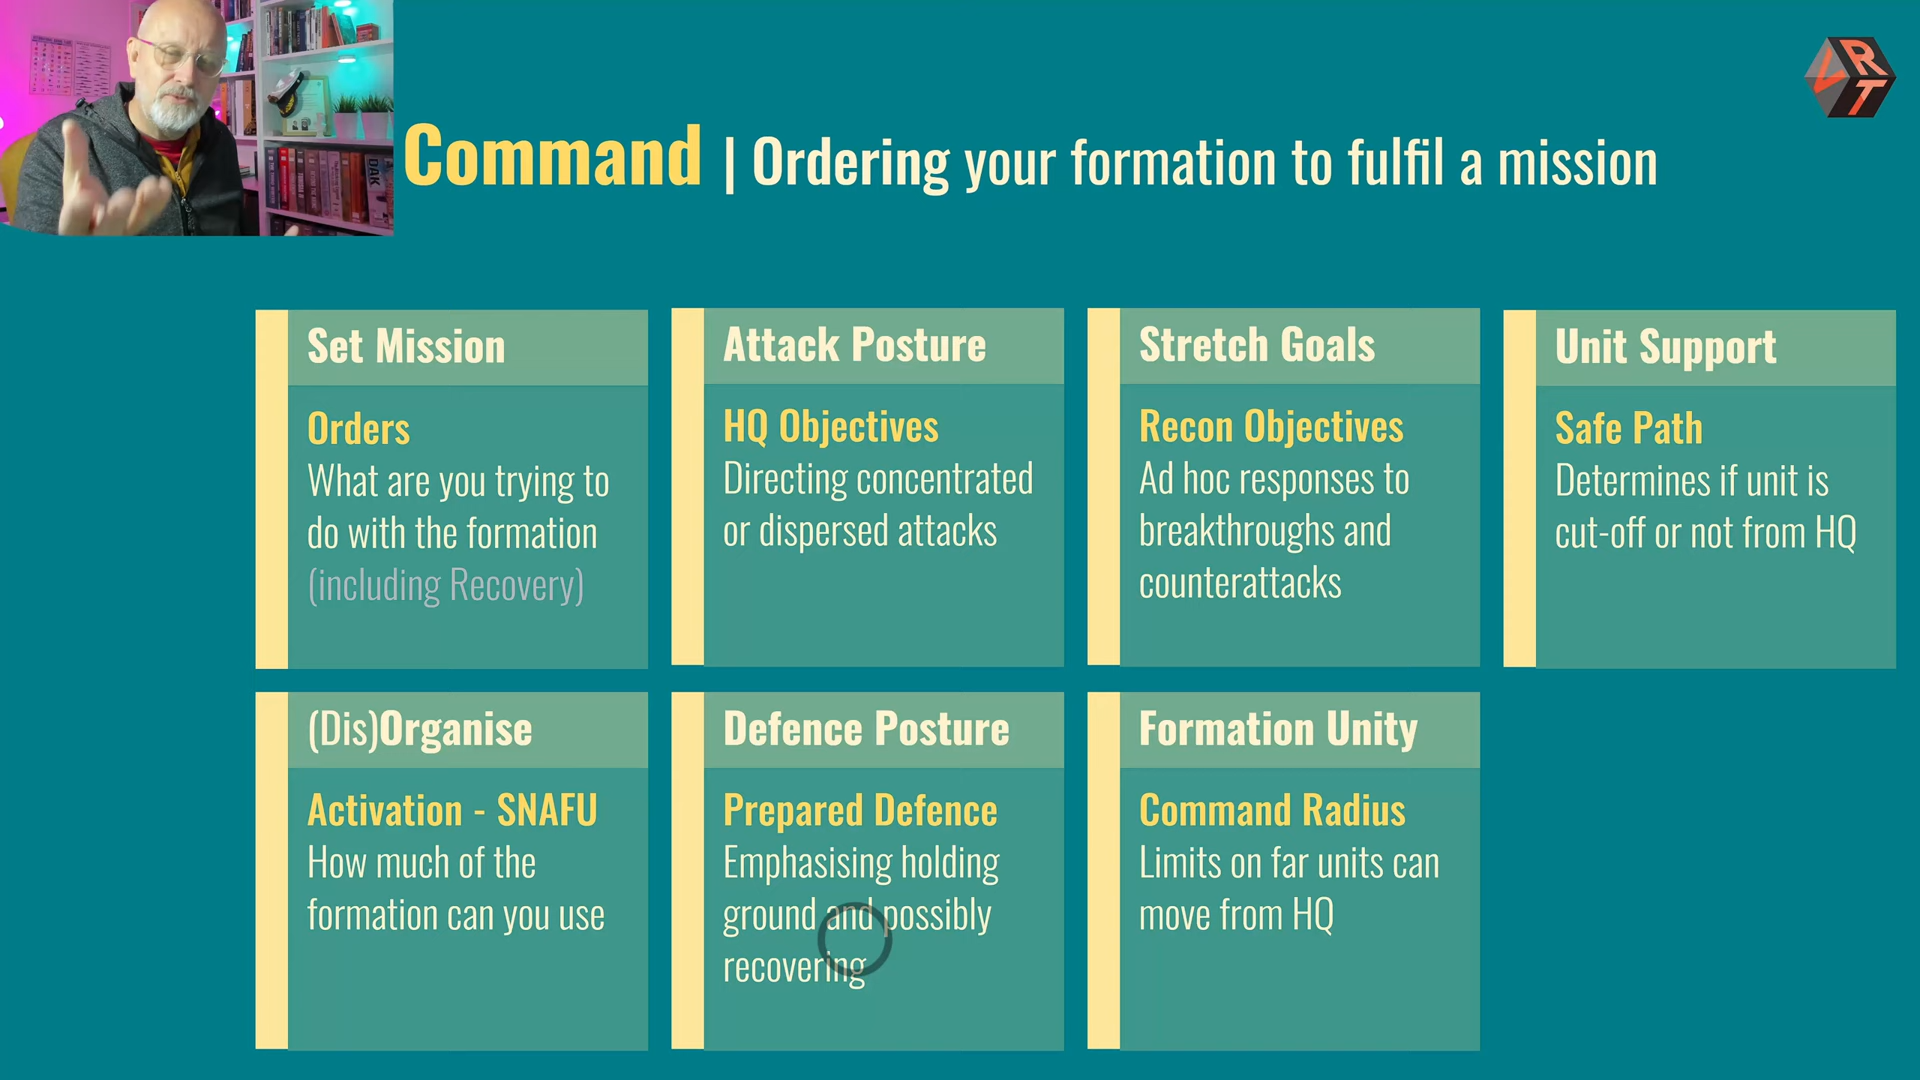 Command | Ordering your formation to fulfil a mission
V
R
T
DAK
Set Mission
Orders
What are you trying to
do with the formation
(including Recovery)
Attack Posture
HQ Objectives
Directing concentrated
or dispersed attacks
Stretch Goals
Recon Objectives
Ad hoc responses to
breakthroughs and
counterattacks
Unit Support
Safe Path
Determines if unit is
cut-off or not from HQ
(Dis)Organise
Activation - SNAFU
How much of the
formation can you use
Defence Posture
Prepared Defence
Emphasising holding
ground and possibly
recovering
Formation Unity
Command Radius
Limits on far units can
move from HQ